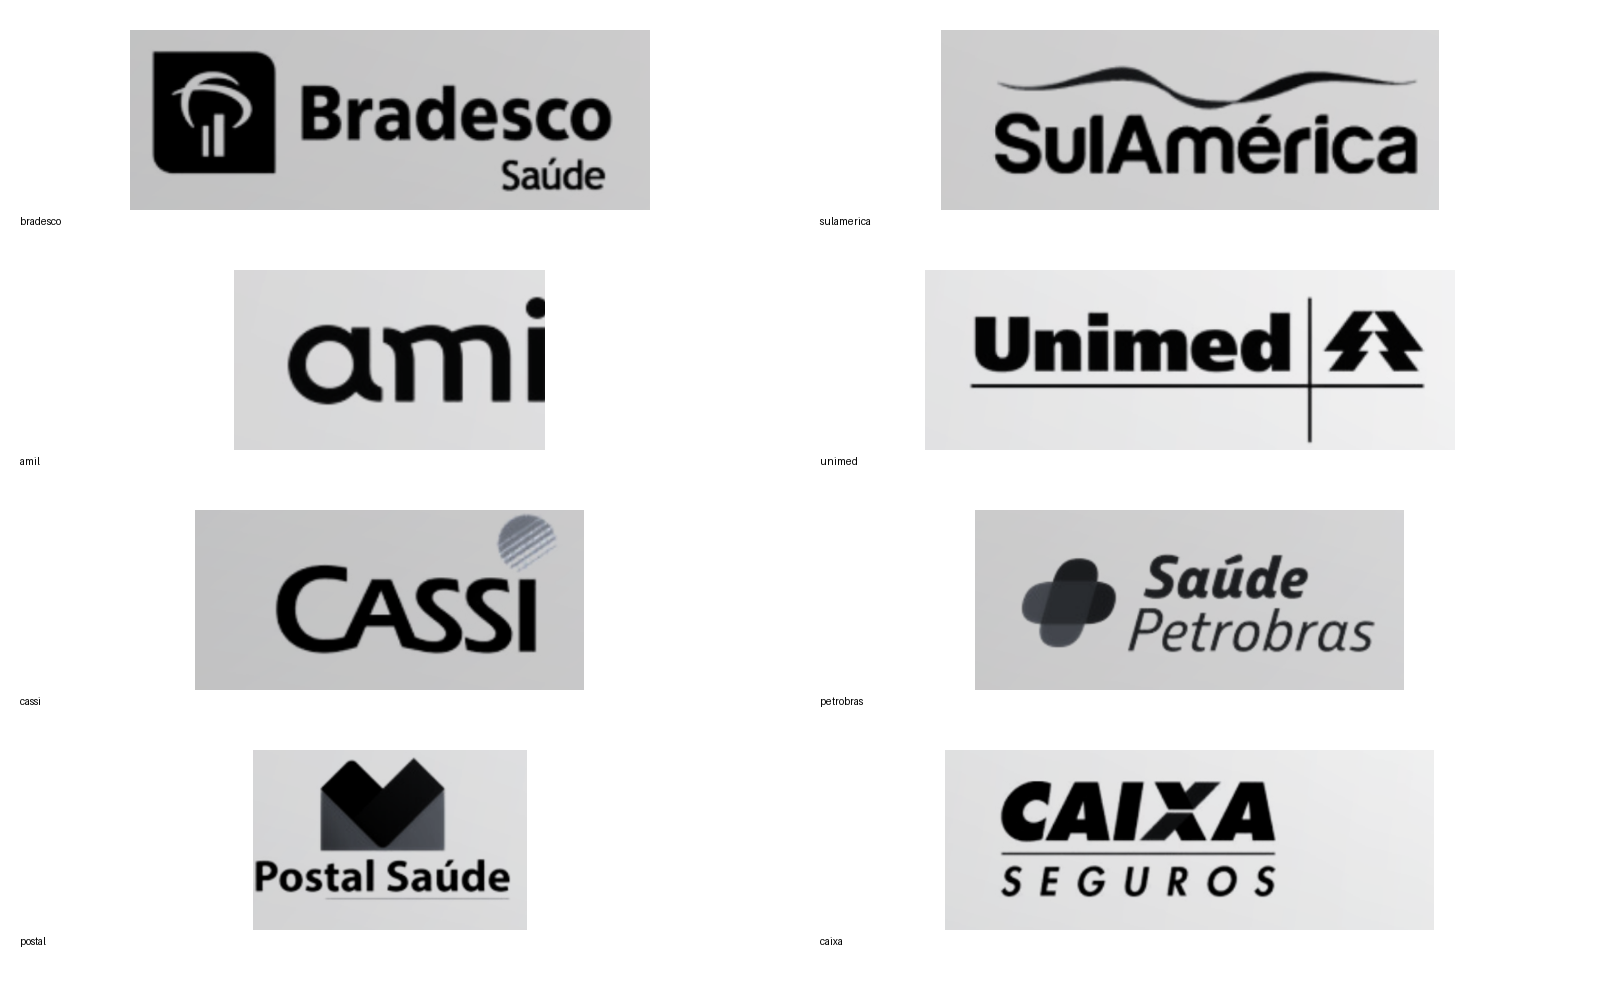 Bradesco
Saúde
bradesco
SulAmérica
sulamerica
ami
amil
Unimed
unimed
CASSI
cassi
Saúde
Petrobras
petrobras
Postal Saúde
postal
CAIXA
SEGUROS
caixa